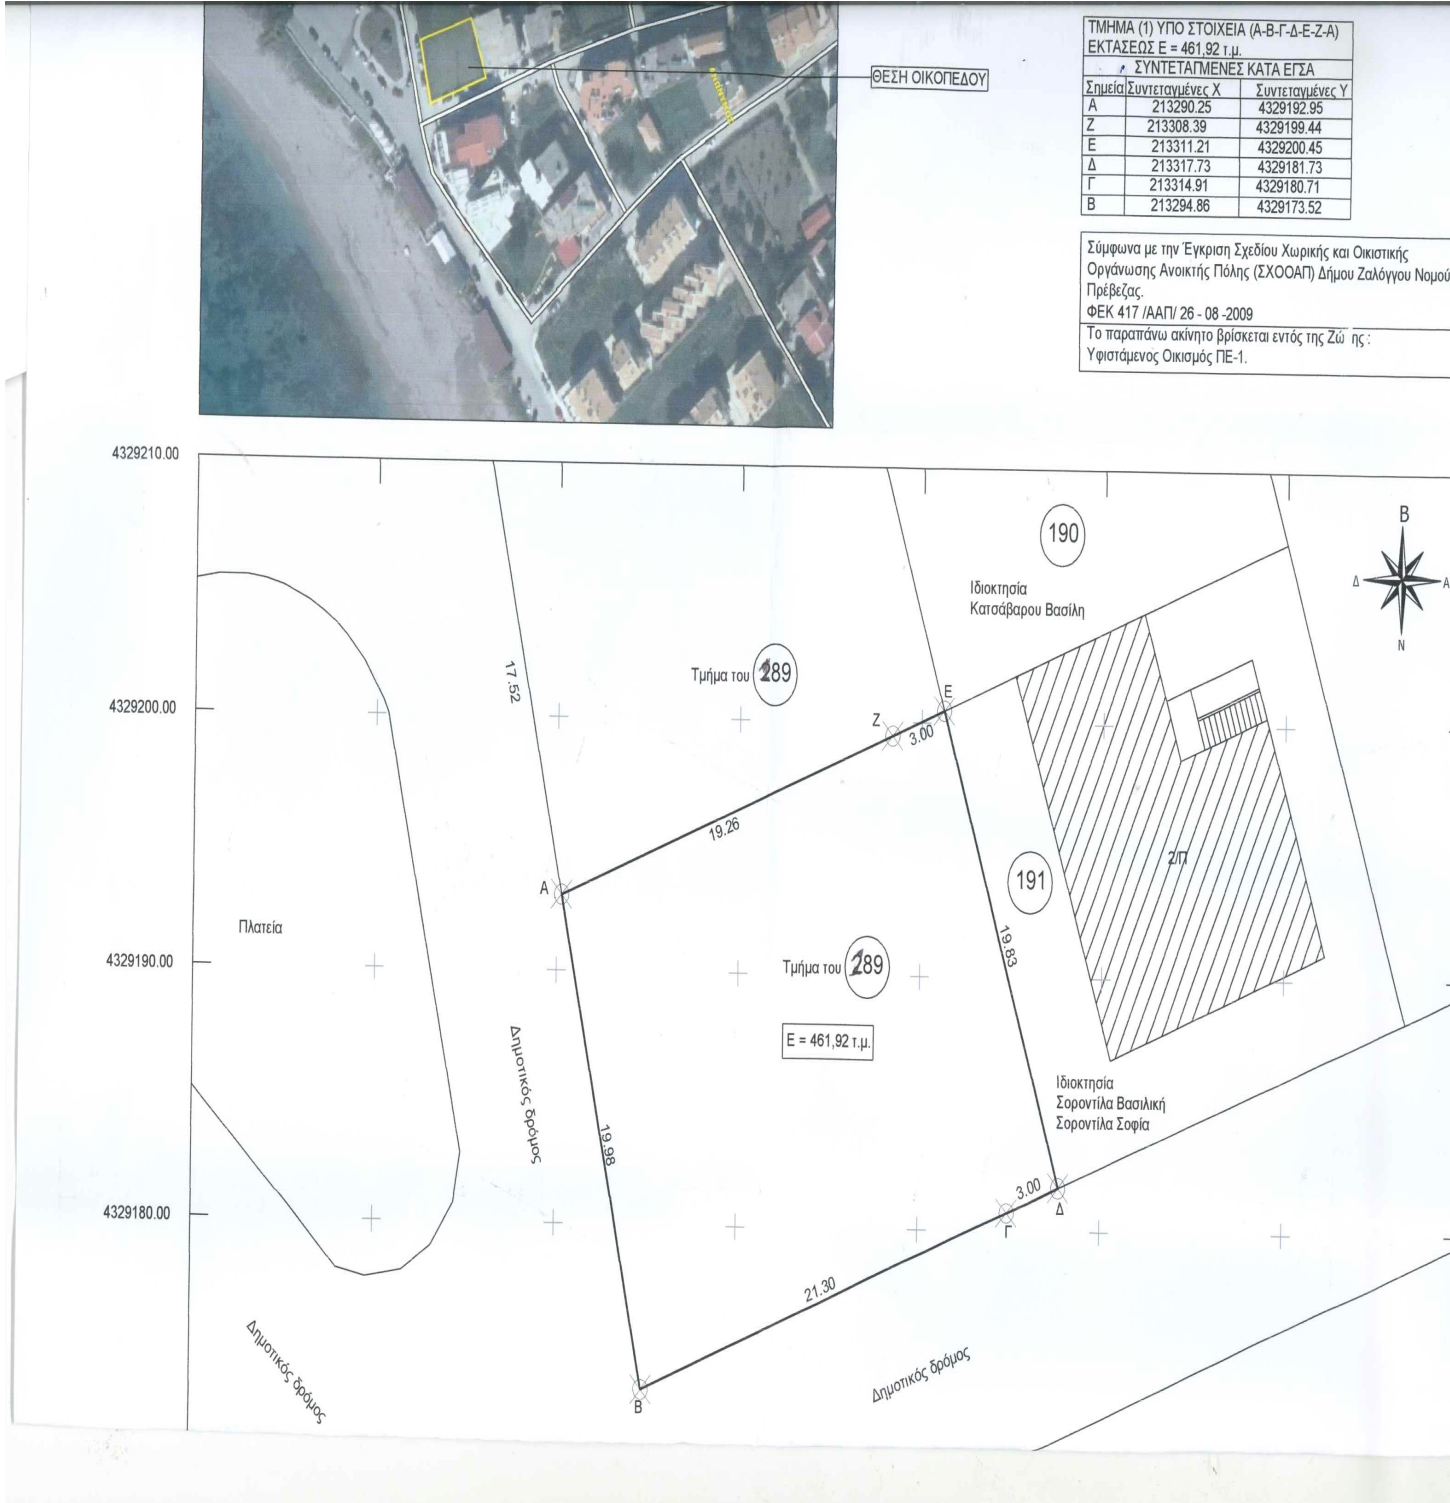 ΤΜΗΜΑ (1) ΥΠΟ ΣΤΟΙΧΕΙΑ (Α-Β-Γ-Δ-Ε-Ζ-Α)
ΕΚΤΑΣΕΩΣ Ε = 461,92 τ.μ.
ΣΥΝΤΕΤΑΓΜΕΝΕΣ ΚΑΤΑ ΕΓΣΑ
Σημεία Συντεταγμένες Χ Συντεταγμένες Υ
Α 213290.25 4329192.95
Ζ 213308.39 4329199.44
Ε 213311.21 4329200.45
Δ 213317.73 4329181.73
Γ 213314.91 4329180.71
Β 213294.86 4329173.52
ΘΕΣΗ ΟΙΚΟΠΕΔΟΥ
Σύμφωνα με την Έγκριση Σχεδίου Χωρικής και Οικιστικής
Οργάνωσης Ανοικτής Πόλης (ΣΧΟΟΑΠ) Δήμου Ζαλόγγου Νομού
Πρέβεζας.
ΦΕΚ 417 /ΑΑΠ/ 26 - 08 -2009
Το παραπάνω ακίνητο βρίσκεται εντός της Ζώ ης :
Υφιστάμενος Οικισμός ΠΕ-1.
4329210.00
4329200.00
4329190.00
4329180.00
Β
Δ
Α
Ν
190
Ιδιοκτησία
Κατσάβαρου Βασίλη
17.52
Τμήμα του 289
Ζ
Ε
3.00
19.26
Α
2/Π
191
Πλατεία
19.83
Τμήμα του 289
Ε = 461,92 τ.μ.
Δημοτικός δρόμος
19.98
Ιδιοκτησία
Σοροντίλα Βασιλική
Σοροντίλα Σοφία
3.00
Δ
Γ
21.30
Β
Δημοτικός δρόμος
Δημοτικός δρόμος